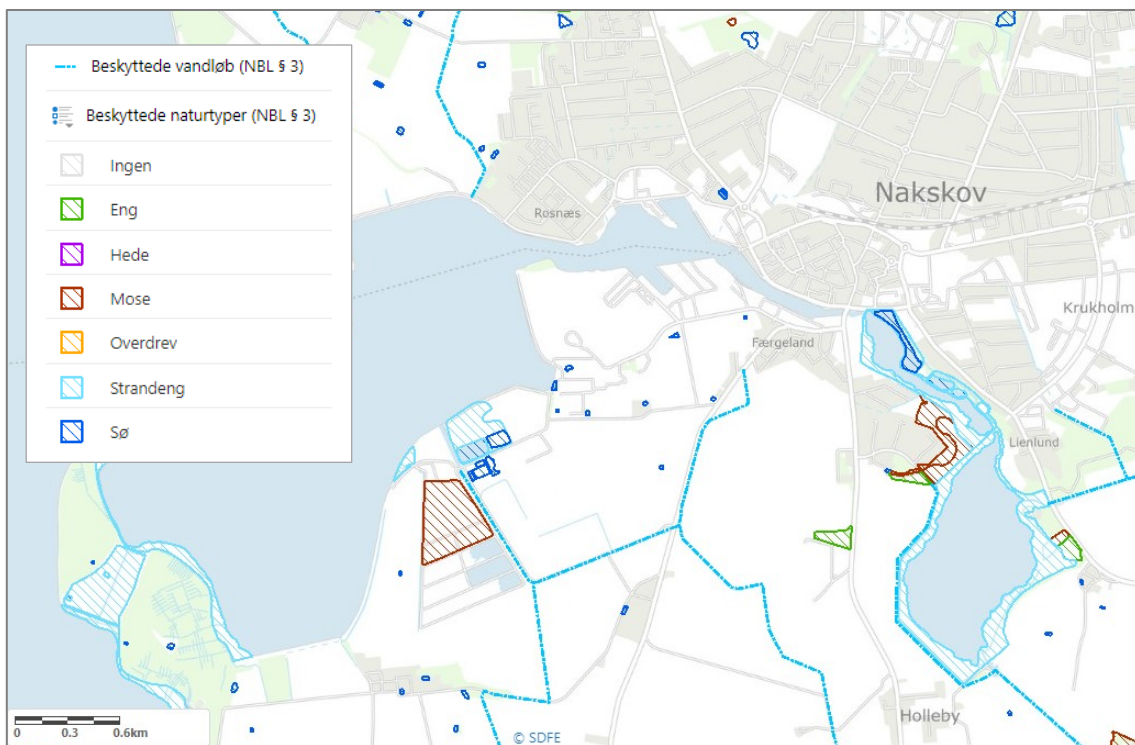 Beskyttede vandløb (NBL § 3)
Beskyttede naturtyper (NBL § 3)
Ingen
Eng
Hede
Mose
Overdrev
Strandeng
Sø
Nakskov
Rosnæs
Krukholm
Færgeland
Lienlund
Holleby
0 0.3 0.6km
© SDFE